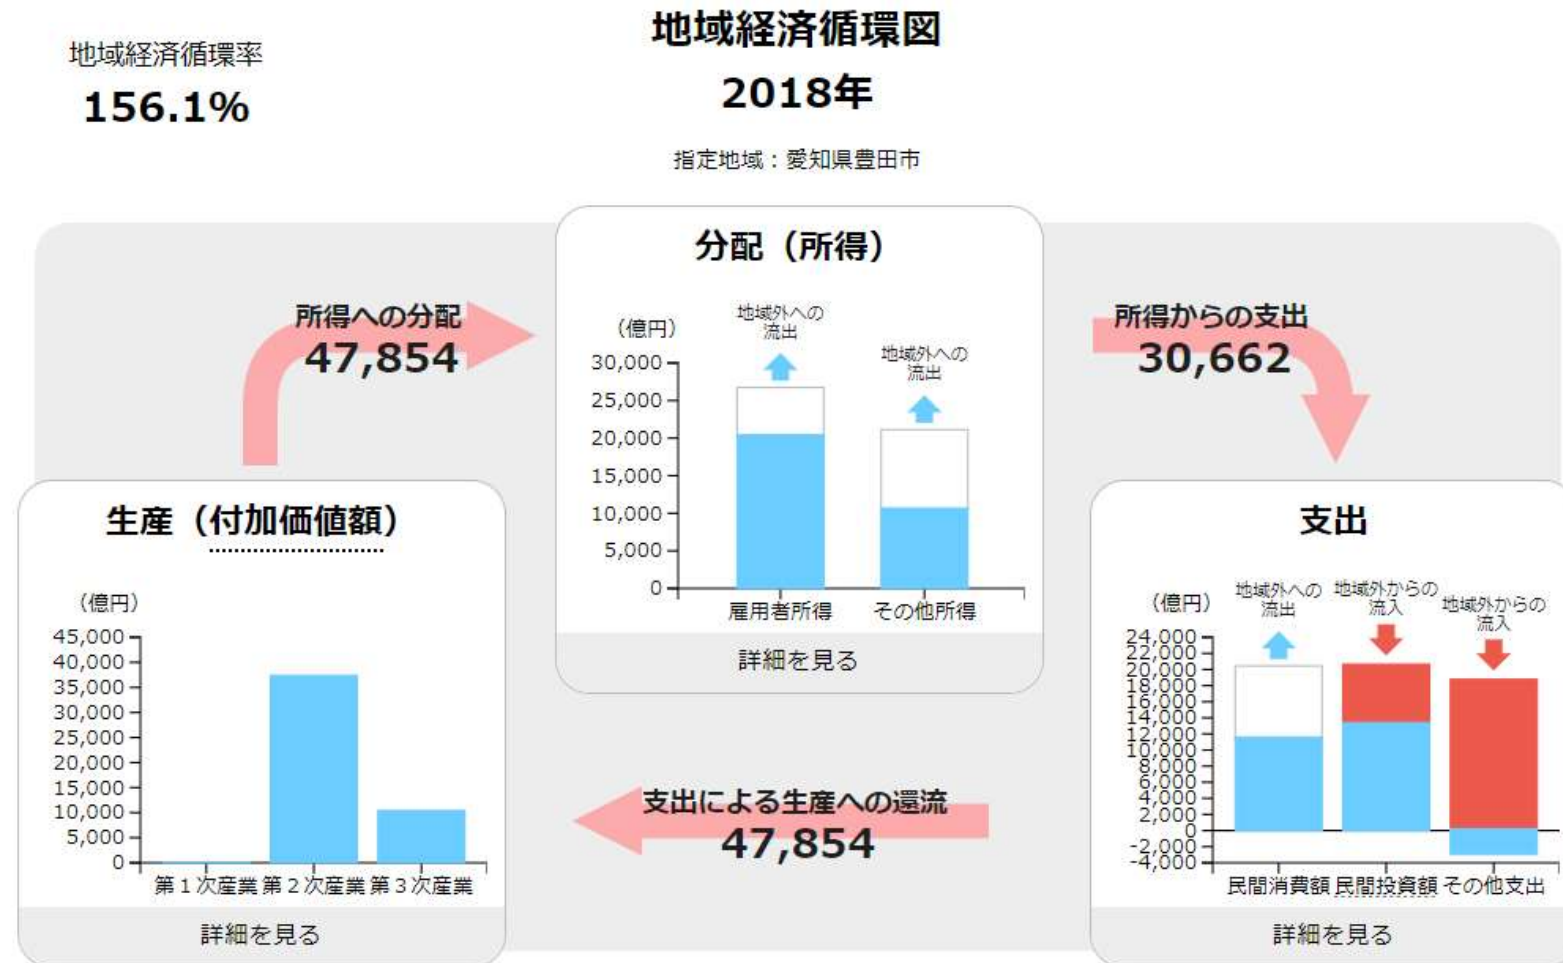 地域経済循環図
2018年
指定地域：愛知県豊田市
地域経済循環率
156.1%
所得への分配
47,854
分配（所得）
（億円）
地域外への
流出
地域外への
流出
30,000
25,000
20,000
15,000
10,000
5,000
0
雇用者所得 その他所得
詳細を見る
所得からの支出
30,662
生産（付加価値額）
（億円）
45,000
40,000
35,000
30,000
25,000
20,000
15,000
10,000
5,000
0
第１次産業 第２次産業 第３次産業
詳細を見る
支出による生産への還流
47,854
支出
（億円）
地域外への
流出
地域外からの
流入
地域外からの
流入
24,000
22,000
20,000
18,000
16,000
14,000
12,000
10,000
8,000
6,000
4,000
2,000
0
-2,000
-4,000
民間消費額 民間投資額 その他支出
詳細を見る